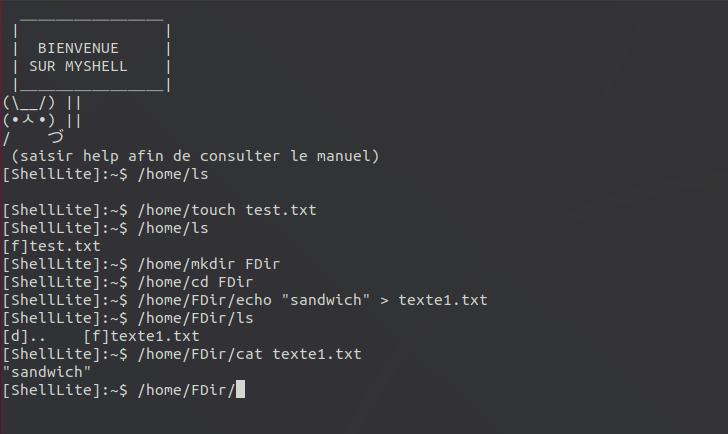 ________________
 |                |
 |  BIENVENUE     |
 | SUR MYSHELL    |
 |________________|
(\__/) ||
(•ㅅ•) ||
/    づ
 (saisir help afin de consulter le manuel)
[ShellLite]:~$ /home/ls

[ShellLite]:~$ /home/touch test.txt
[ShellLite]:~$ /home/ls
[f]test.txt
[ShellLite]:~$ /home/mkdir FDir
[ShellLite]:~$ /home/cd FDir
[ShellLite]:~$ /home/FDir/echo "sandwich" > texte1.txt
[ShellLite]:~$ /home/FDir/ls
[d]..    [f]texte1.txt
[ShellLite]:~$ /home/FDir/cat texte1.txt
"sandwich"
[ShellLite]:~$ /home/FDir/